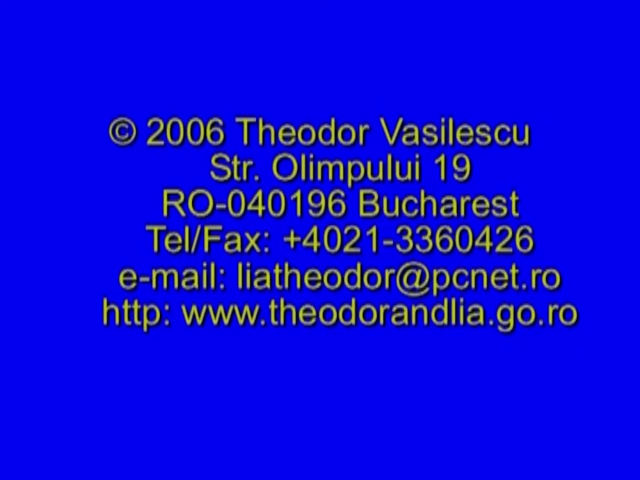 © 2006 Theodor Vasilescu
Str. Olimpului 19
RO-040196 Bucharest
Tel/Fax: +4021-3360426
e-mail: liatheodor@pcnet.ro
http: www.theodorandlia.go.ro